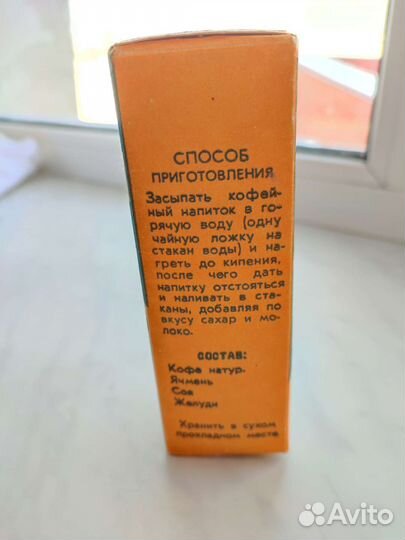 СПОСОБ
ПРИГОТОВЛЕНИЯ
Засыпать кофей-
ный напиток в го-
рячую воду (одну
чайную ложку на
стакан воды) и на-
греть до кипения,
после чего дать
напитку отстояться
и наливать в ста-
каны, добавляя по
вкусу сахар и мо-
локо.
СОСТАВ:
Кофе натур.
Ячмень
Соя
Желуди
Хранить в сухом
прохладном месте
Avito